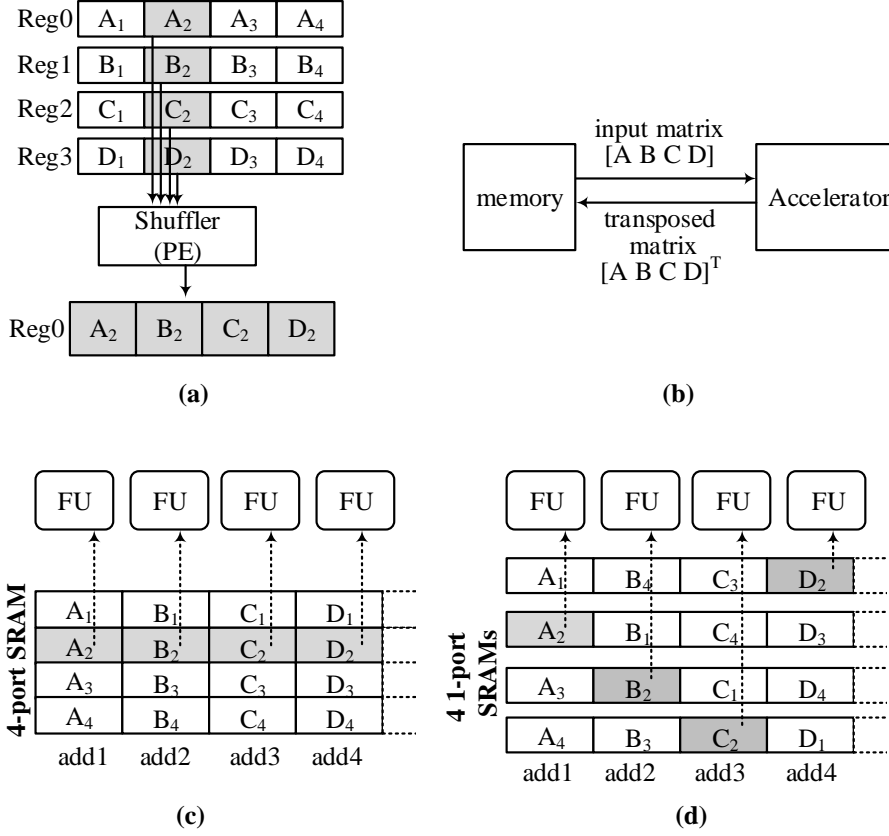 Reg0 A₁ A₂ A₃ A₄
Reg1 B₁ B₂ B₃ B₄
Reg2 C₁ C₂ C₃ C₄
Reg3 D₁ D₂ D₃ D₄
Shuffler
(PE)
Reg0 A₂ B₂ C₂ D₂
(a)
memory
input matrix
[A B C D]
transposed
matrix
[A B C D]ᵀ
Accelerator
(b)
FU FU FU FU
4-port SRAM
A₁ B₁ C₁ D₁
A₂ B₂ C₂ D₂
A₃ B₃ C₃ D₃
A₄ B₄ C₄ D₄
add1 add2 add3 add4
(c)
FU FU FU FU
4 1-port
SRAMs
A₁ B₄ C₃ D₂
A₂ B₁ C₄ D₃
A₃ B₂ C₁ D₄
A₄ B₃ C₂ D₁
add1 add2 add3 add4
(d)